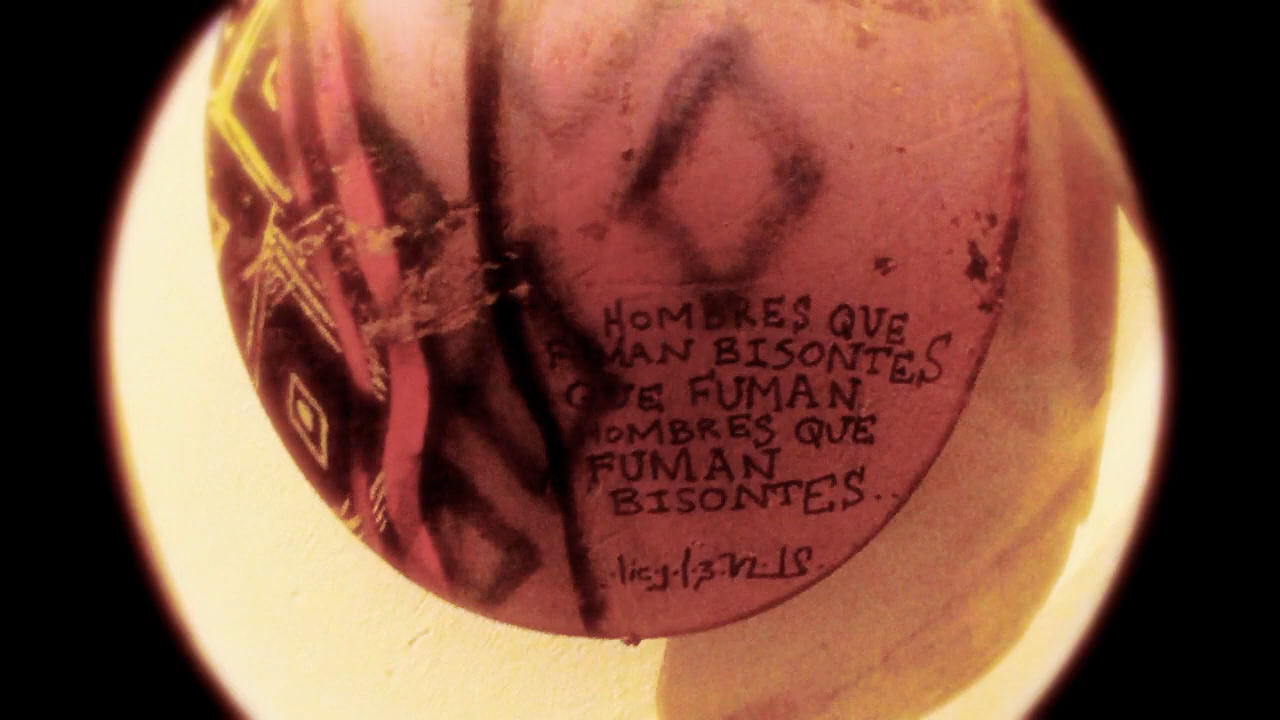 HOMBRES QUE
FUMAN BISONTES
QUE FUMAN
HOMBRES QUE
FUMAN
BISONTES..